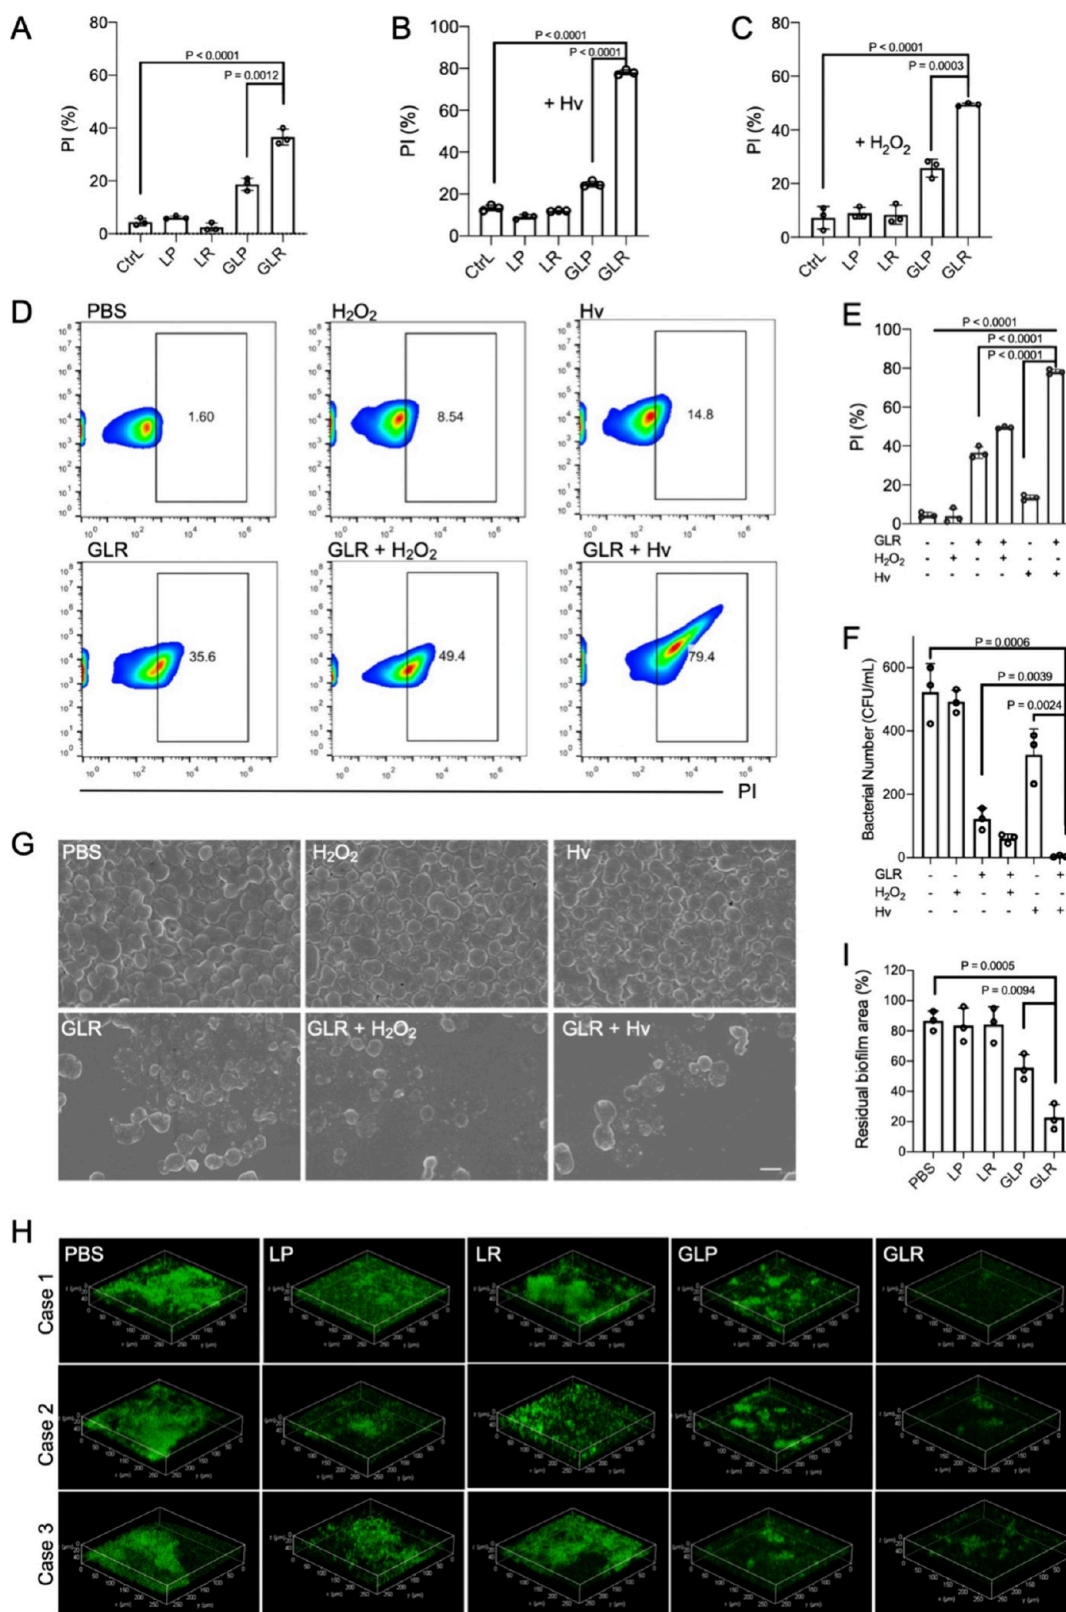 A
PI (%)
80
60
40
20
0
P < 0.0001
P = 0.0012
CtrL
LP
LR
GLP
GLR
B
PI (%)
100
80
60
40
20
0
P < 0.0001
P < 0.0001
+ Hv
CtrL
LP
LR
GLP
GLR
C
PI (%)
80
60
40
20
0
P < 0.0001
P = 0.0003
+ H₂O₂
CtrL
LP
LR
GLP
GLR
D
PBS
1.60
H₂O₂
8.54
Hv
14.8
GLR
35.6
GLR + H₂O₂
49.4
GLR + Hv
79.4
PI
E
PI (%)
100
80
60
40
20
0
P < 0.0001
P < 0.0001
P < 0.0001
GLR - - + + - +
H₂O₂ - + - + - -
Hv - - - - + +
F
Bacterial Number (CFU/mL)
600
400
200
0
P = 0.0006
P = 0.0039
P = 0.0024
GLR - - + + - +
H₂O₂ - + - + - -
Hv - - - - + +
G
PBS
H₂O₂
Hv
GLR
GLR + H₂O₂
GLR + Hv
I
Residual biofilm area (%)
120
100
80
60
40
20
0
P = 0.0005
P = 0.0094
PBS
LP
LR
GLP
GLR
H
PBS
LP
LR
GLP
GLR
Case 1
Case 2
Case 3